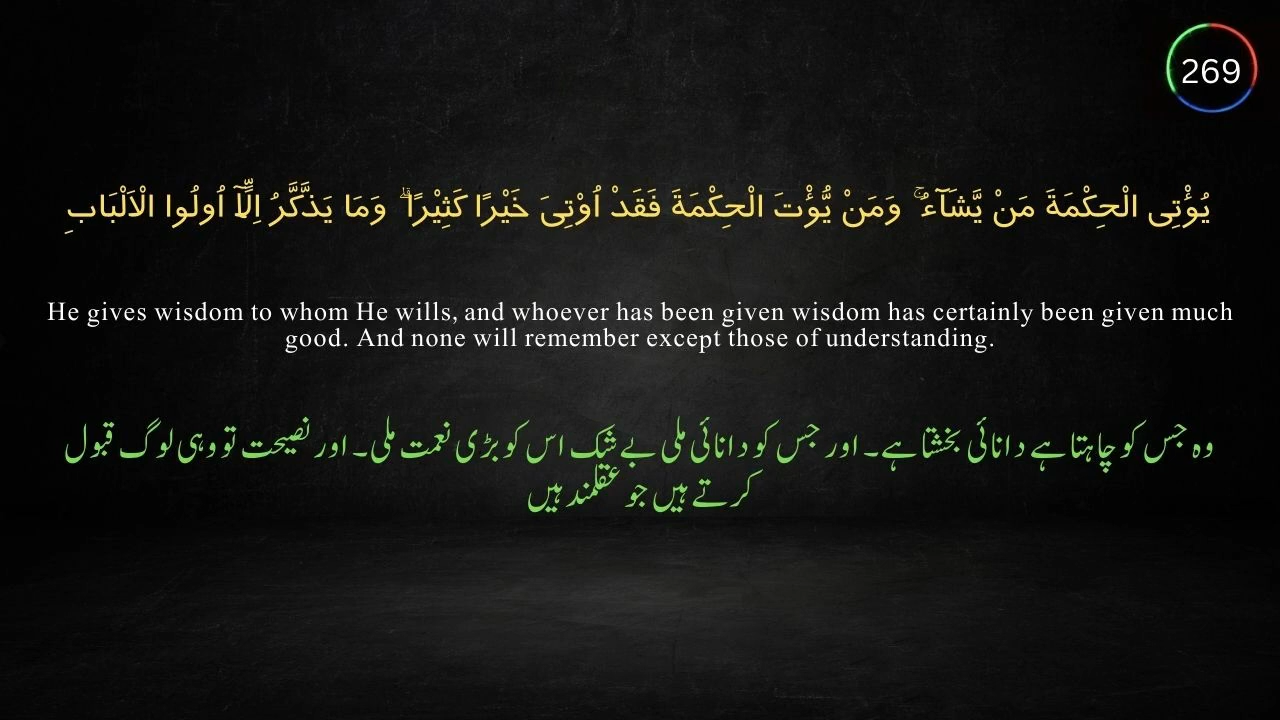 269
يُؤْتِى الْحِكْمَةَ مَنْ يَّشَآءُ ۚ وَمَنْ يُّؤْتَ الْحِكْمَةَ فَقَدْ اُوْتِىَ خَيْرًا كَثِيْرًا ؕ وَمَا يَذَّكَّرُ اِلَّاۤ اُولُوا الْاَلْبَابِ
He gives wisdom to whom He wills, and whoever has been given wisdom has certainly been given much
good. And none will remember except those of understanding.
وہ جس کو چاہتا ہے دانائی بخشتا ہے۔ اور جس کو دانائی ملی بےشک اس کو بڑی نعمت ملی۔ اور نصیحت تو وہی لوگ قبول
کرتے ہیں جو عقلمند ہیں